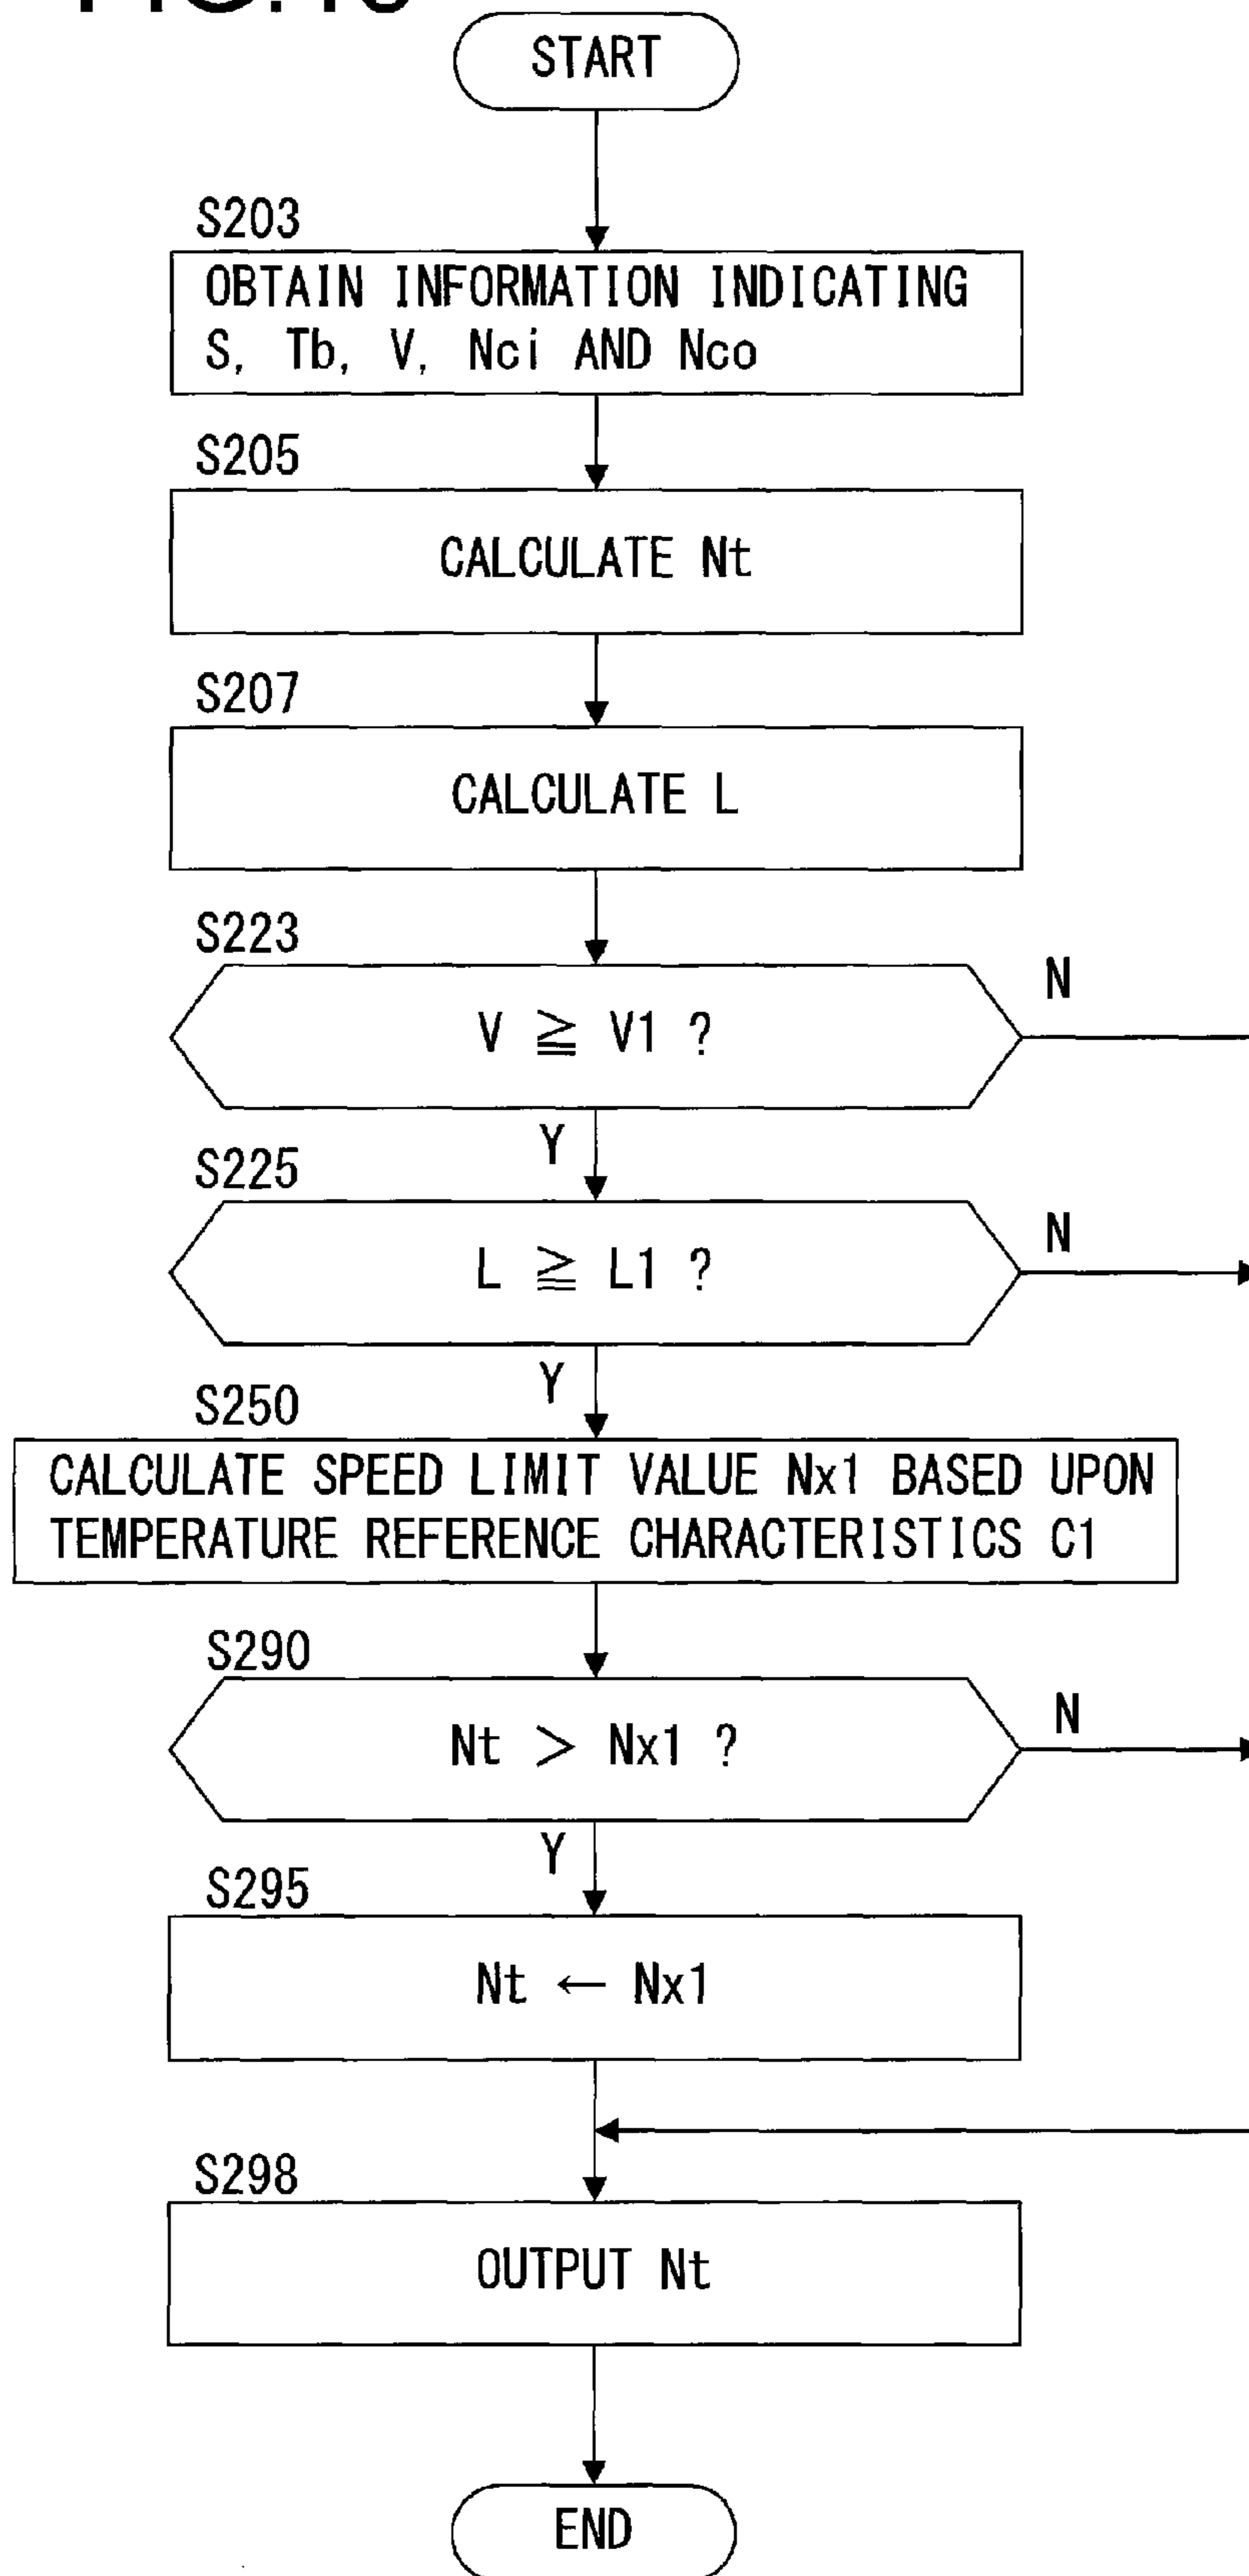 START
S203
OBTAIN INFORMATION INDICATING
S, Tb, V, Nci AND Nco
S205
CALCULATE Nt
S207
CALCULATE L
S223
V ≧ V1 ?
N
Y
S225
L ≧ L1 ?
N
Y
S250
CALCULATE SPEED LIMIT VALUE Nx1 BASED UPON
TEMPERATURE REFERENCE CHARACTERISTICS C1
S290
Nt > Nx1 ?
N
Y
S295
Nt ← Nx1
S298
OUTPUT Nt
END